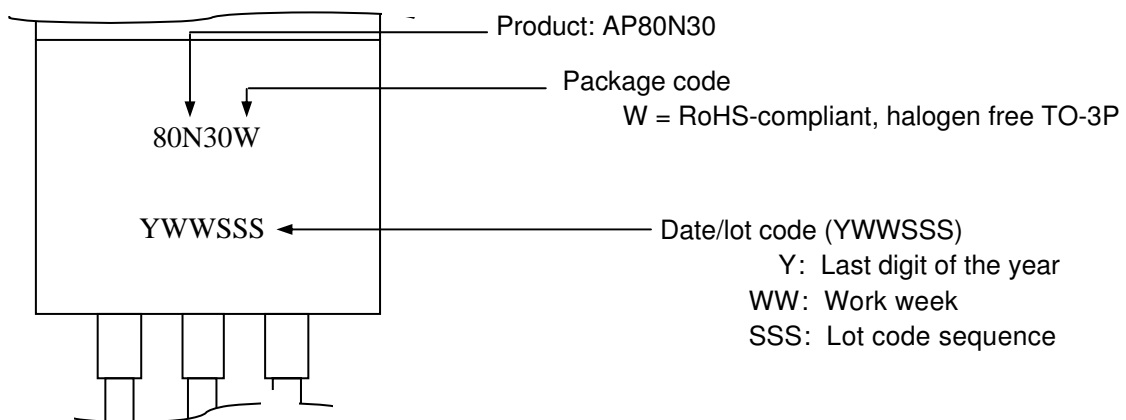 Product: AP80N30
Package code
W = RoHS-compliant, halogen free TO-3P
80N30W
YWWSSS
Date/lot code (YWWSSS)
Y: Last digit of the year
WW: Work week
SSS: Lot code sequence